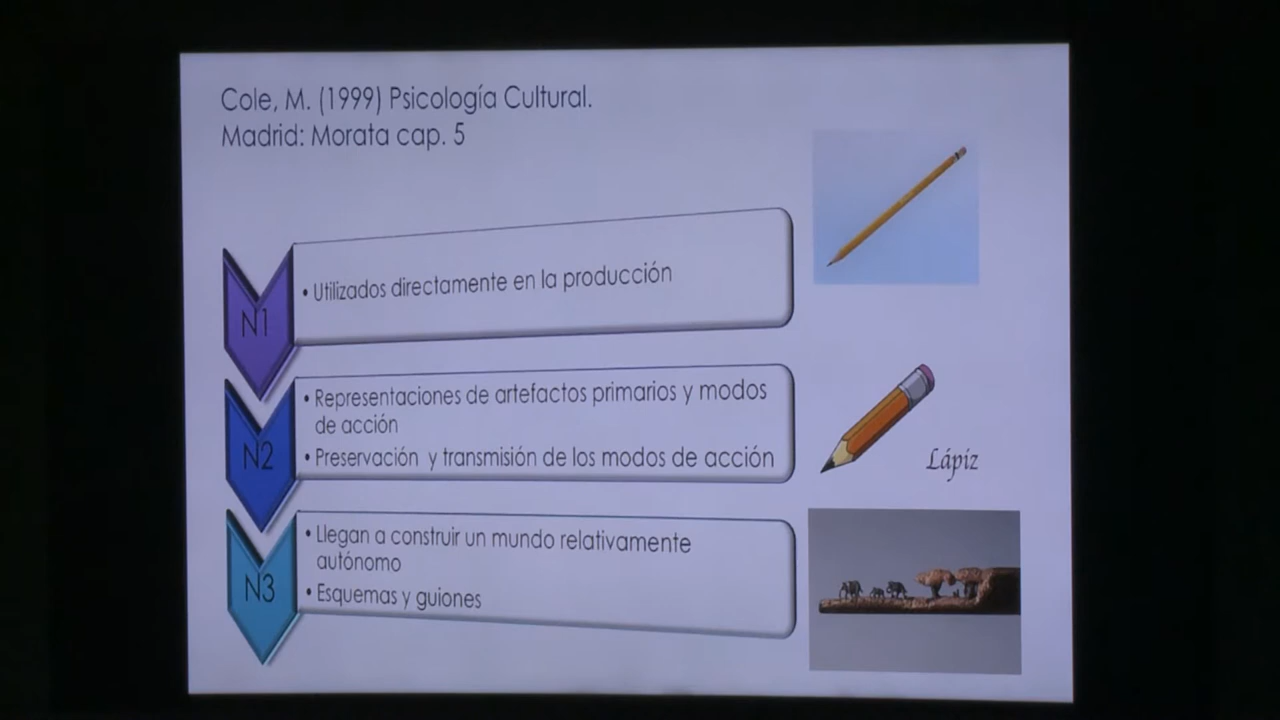 Cole, M. (1999) Psicología Cultural.
Madrid: Morata cap. 5
N1
• Utilizados directamente en la producción
N2
• Representaciones de artefactos primarios y modos
de acción
• Preservación y transmisión de los modos de acción
Lápiz
N3
• Llegan a construir un mundo relativamente
autónomo
• Esquemas y guiones